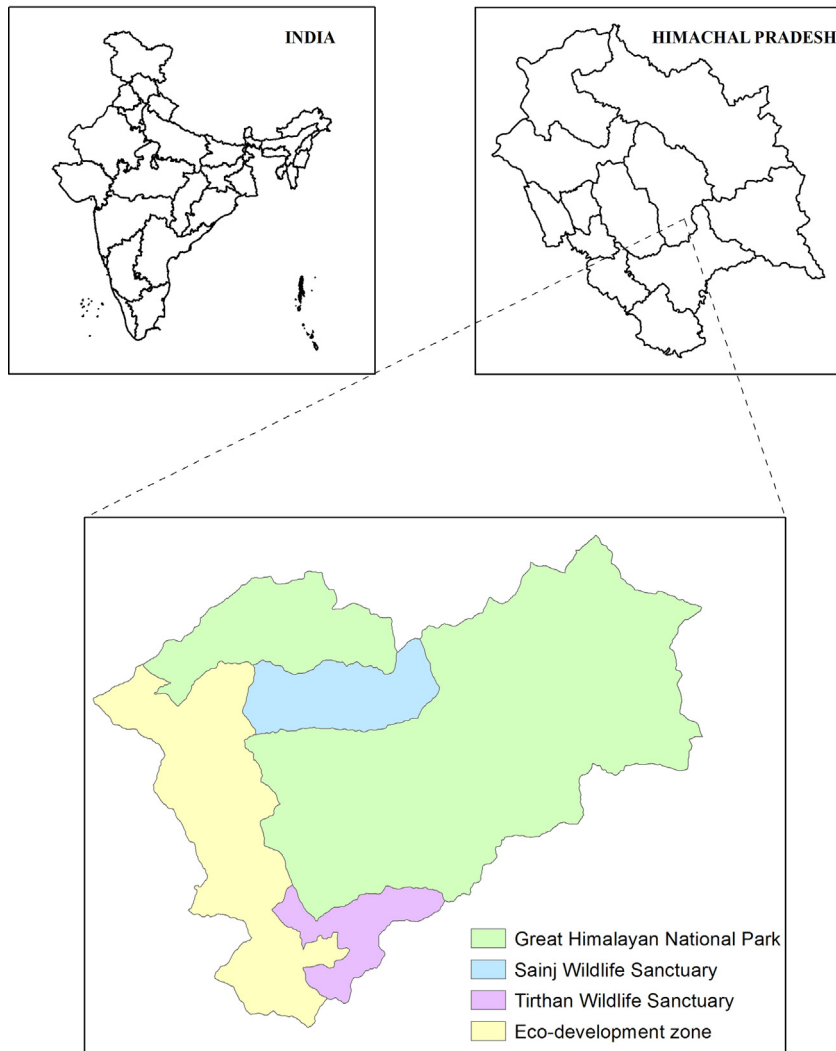 INDIA
HIMACHAL PRADESH
Great Himalayan National Park
Sainj Wildlife Sanctuary
Tirthan Wildlife Sanctuary
Eco-development zone